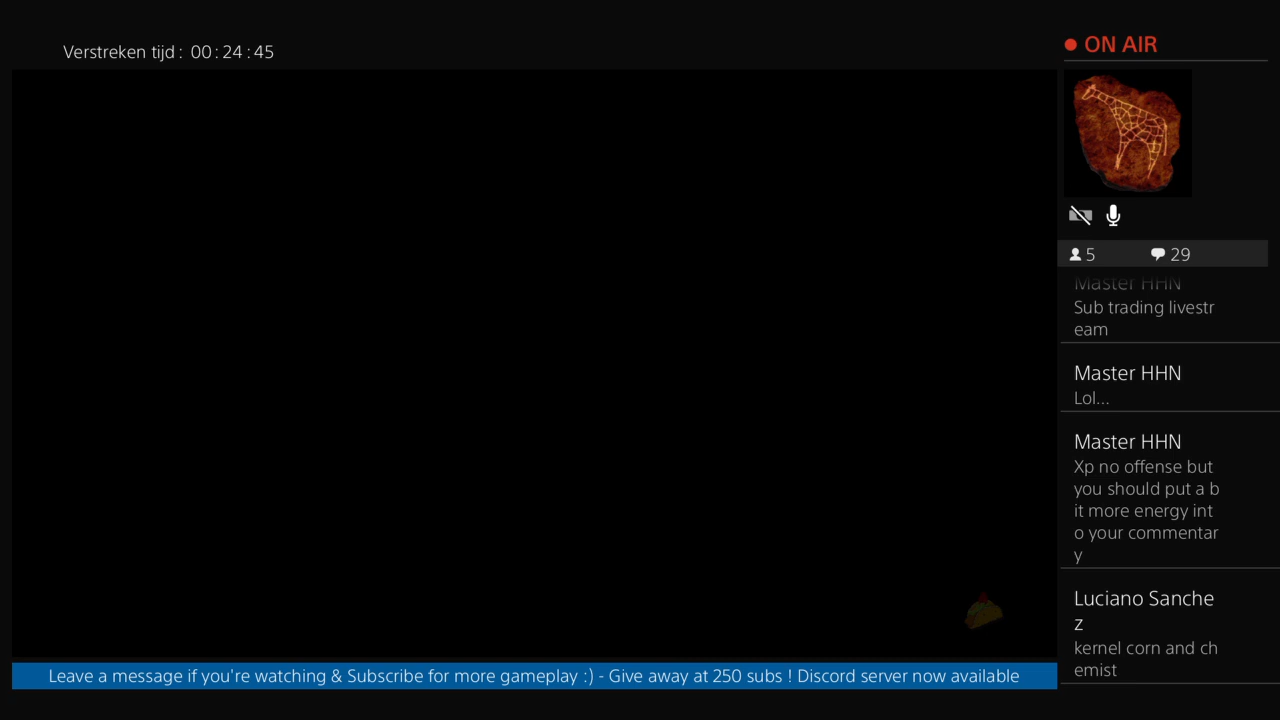 Verstreken tijd : 00 : 24 : 45
ON AIR
5 29
Master HHN
Sub trading livestr
eam
Master HHN
Lol...
Master HHN
Xp no offense but
you should put a b
it more energy int
o your commentar
y
Luciano Sanche
z
kernel corn and ch
emist
Leave a message if you're watching & Subscribe for more gameplay :) - Give away at 250 subs ! Discord server now available